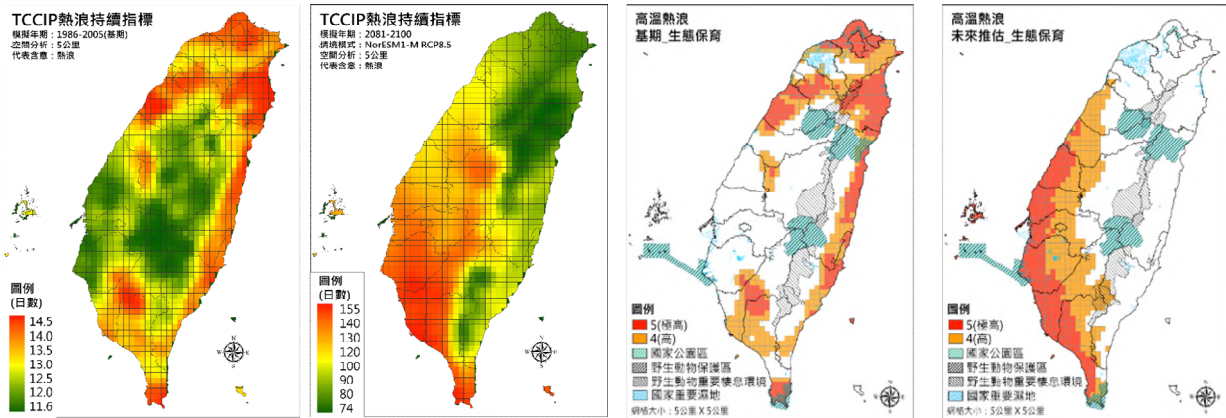 TCCIP熱浪持續指標
模擬年期：1986-2005(基期)
空間分析：5公里
代表含意：熱浪
圖例
(日數)
14.5
14.0
13.5
13.0
12.5
12.0
11.6
N
W
E
S
TCCIP熱浪持續指標
模擬年期：2081-2100
情境模式：NorESM1-M RCP8.5
空間分析：5公里
代表含意：熱浪
圖例
(日數)
155
140
130
120
100
90
80
74
N
W
E
S
高溫熱浪
基期_生態保育
圖例
5(極高)
4(高)
國家公園區
野生動物保護區
野生動物重要棲息環境
國家重要濕地
網格大小：5公里X5公里
高溫熱浪
未來推估_生態保育
圖例
5(極高)
4(高)
國家公園區
野生動物保護區
野生動物重要棲息環境
國家重要濕地
網格大小：5公里X5公里